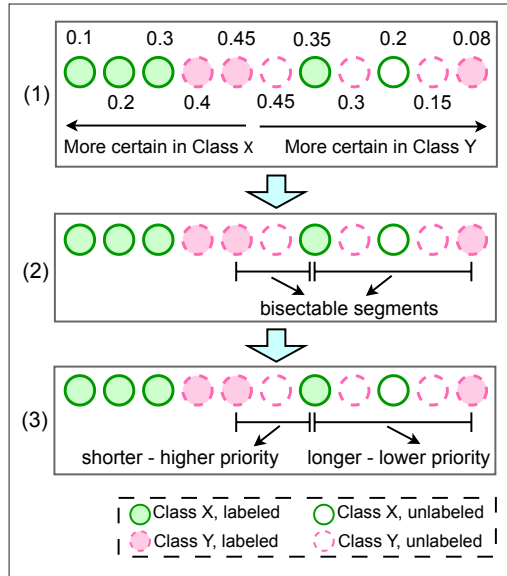 0.1 0.3 0.45 0.35 0.2 0.08
(1)
0.2 0.4 0.45 0.3 0.15
More certain in Class X More certain in Class Y
(2)
bisectable segments
(3)
shorter - higher priority longer - lower priority
Class X, labeled Class X, unlabeled
Class Y, labeled Class Y, unlabeled